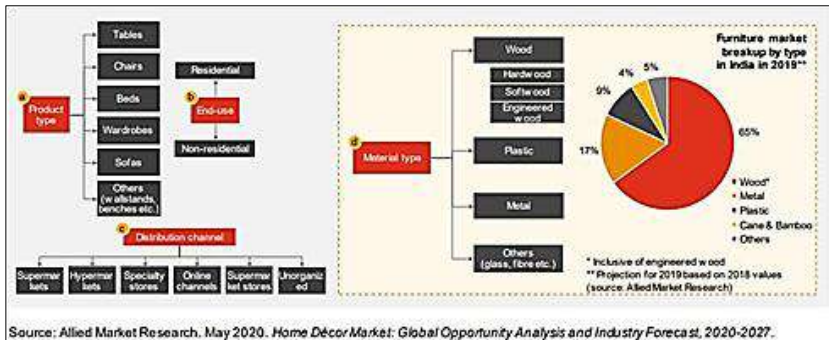 Tables
Chairs
Beds
Wardrobes
Sofas
Others
(wallstands,
benches etc.)
a
Product
type
Residential
b
End-use
Non-residential
c
Distribution channel
Supermar
kets
Hypermar
kets
Specialty
stores
Online
channels
Supermar
ket stores
Unorganiz
ed
d
Material type
Wood
Hardwood
Softwood
Engineered
wood
Plastic
Metal
Others
(glass, fibre etc.)
Furniture market
breakup by type
in India in 2019**
5%
4%
9%
17%
65%
Wood*
Metal
Plastic
Cane & Bamboo
Others
* Inclusive of engineered wood
** Projection for 2019 based on 2018 values
(source: Allied Market Research)
Source: Allied Market Research. May 2020. Home Décor Market: Global Opportunity Analysis and Industry Forecast, 2020-2027.